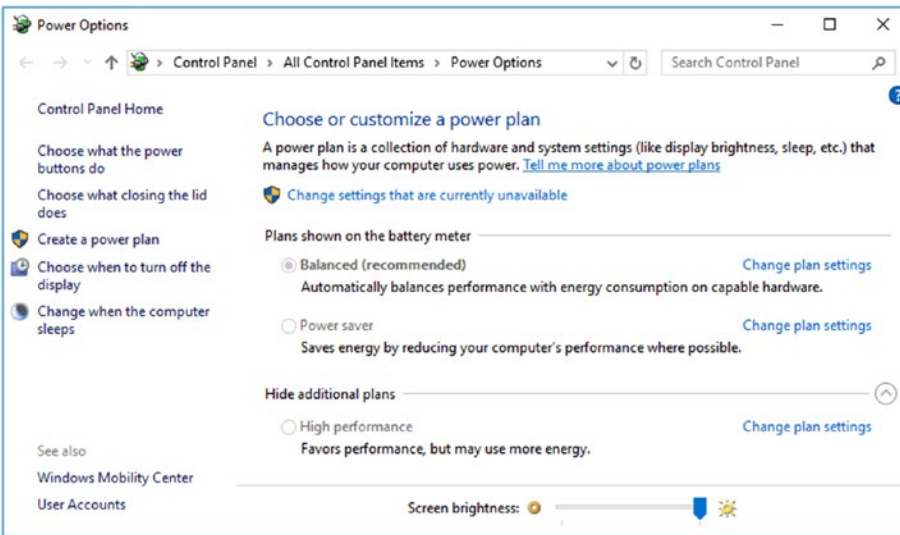 Power Options
Control Panel > All Control Panel Items > Power Options
Search Control Panel
Control Panel Home
Choose what the power
buttons do
Choose what closing the lid
does
Create a power plan
Choose when to turn off the
display
Change when the computer
sleeps
See also
Windows Mobility Center
User Accounts
?
Choose or customize a power plan
A power plan is a collection of hardware and system settings (like display brightness, sleep, etc.) that
manages how your computer uses power. Tell me more about power plans
Change settings that are currently unavailable
Plans shown on the battery meter
Balanced (recommended) Change plan settings
Automatically balances performance with energy consumption on capable hardware.
Power saver Change plan settings
Saves energy by reducing your computer's performance where possible.
Hide additional plans
High performance Change plan settings
Favors performance, but may use more energy.
Screen brightness: